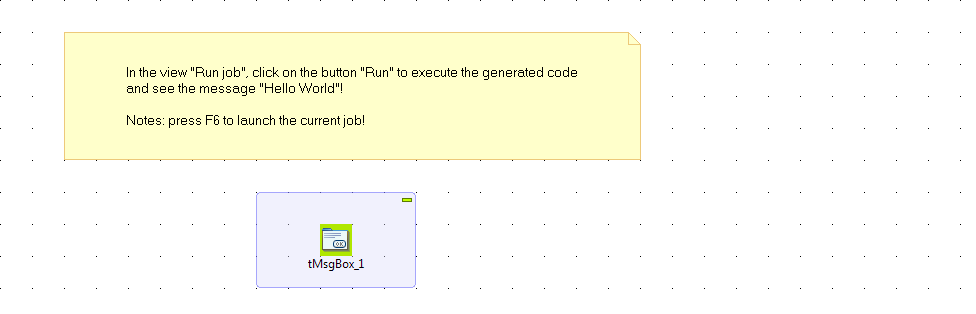 In the view "Run job", click on the button "Run" to execute the generated code
and see the message "Hello World"!
Notes: press F6 to launch the current job!
OK
tMsgBox_1